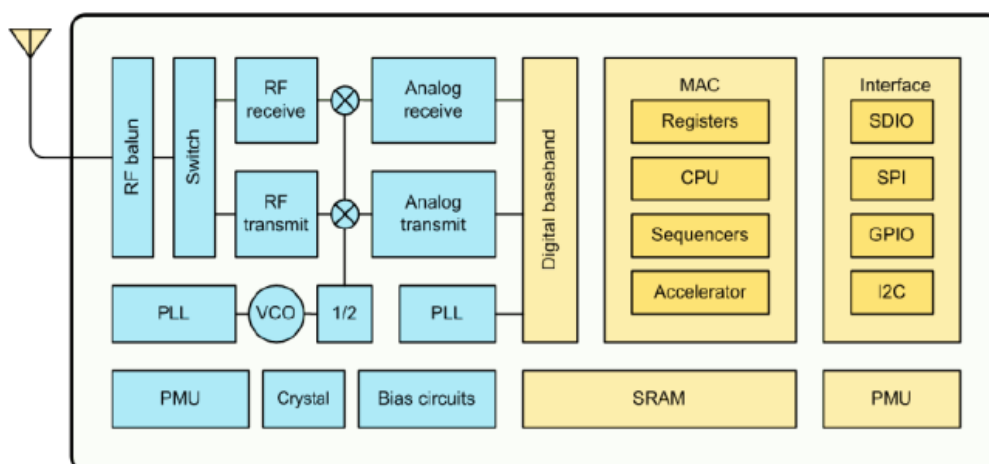 RF balun
Switch
RF
receive
Analog
receive
RF
transmit
Analog
transmit
PLL
VCO
1/2
PLL
Digital baseband
MAC
Registers
CPU
Sequencers
Accelerator
Interface
SDIO
SPI
GPIO
I2C
PMU
Crystal
Bias circuits
SRAM
PMU